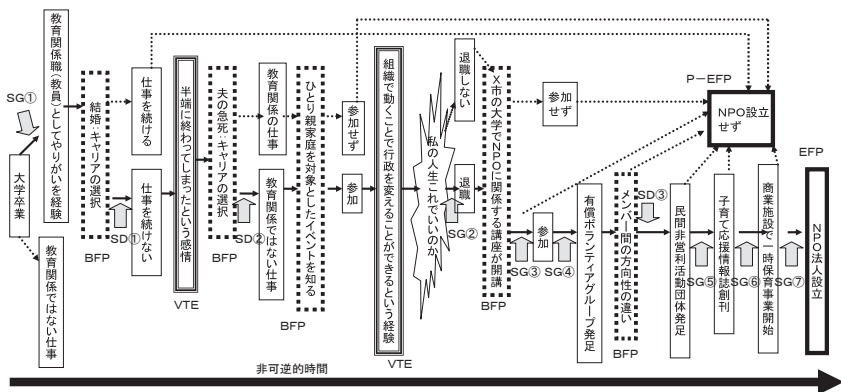 大学卒業
SG①
教育関係職(教員)としてやりがいを経験
教育関係ではない仕事
結婚:キャリアの選択
BFP
SD①
仕事を続ける
仕事を続けない
半端に終わってしまったという感情
VTE
夫の急死:キャリアの選択
BFP
SD②
教育関係の仕事
教育関係ではない仕事
ひとり親家庭を対象としたイベントを知る
BFP
参加せず
参加
組織で動くことで行政を変えることができるという経験
VTE
私の人生これでいいのか
SG②
退職しない
退職
X市の大学でNPOに関係する講座が開講
BFP
参加せず
SG③
参加
SG④
有償ボランティアグループ発足
メンバー間の方向性の違い
BFP
SD③
民間非営利活動団体発足
SG⑤
子育て応援情報誌創刊
SG⑥
商業施設で一時保育事業開始
SG⑦
P-EFP
NPO設立
せず
EFP
NPO法人設立
非可逆的時間